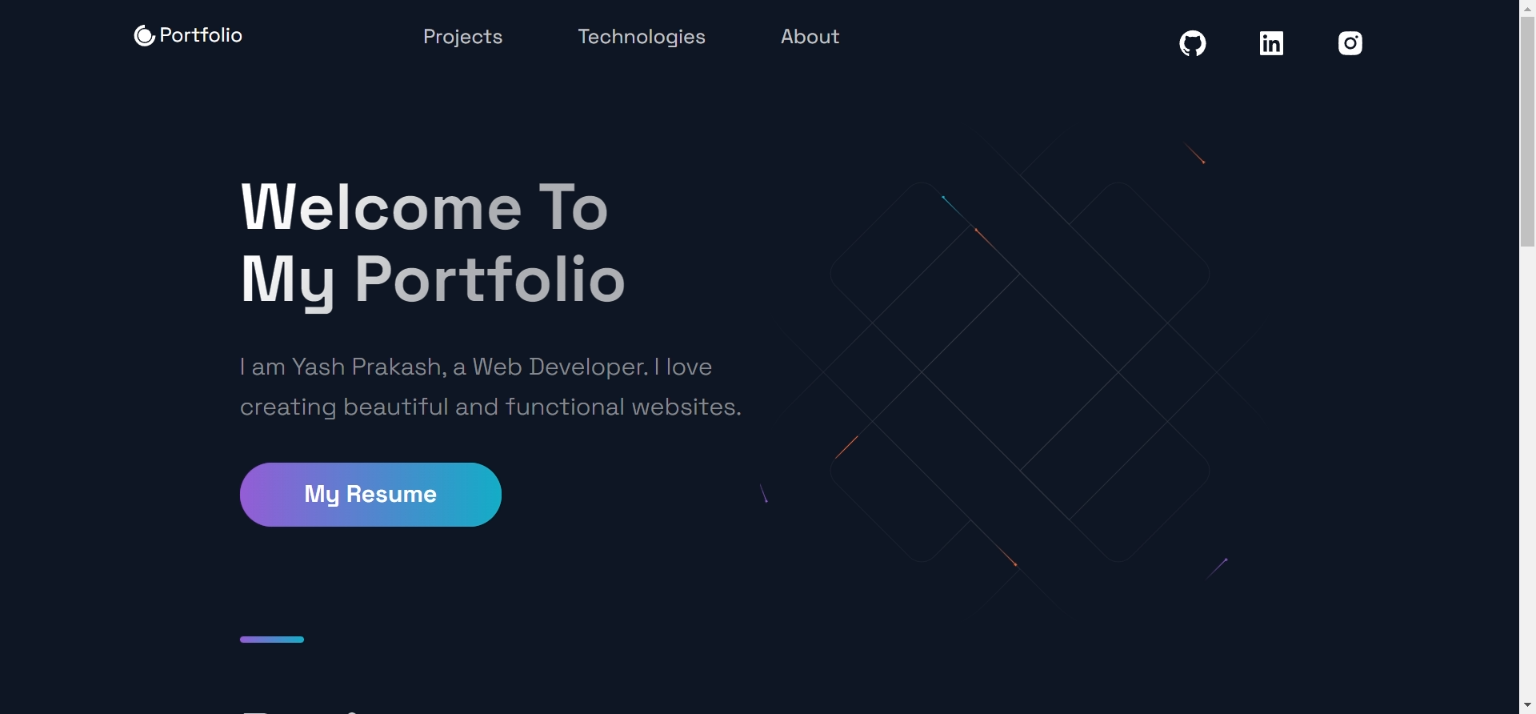 Portfolio
Projects
Technologies
About
Welcome To
My Portfolio
I am Yash Prakash, a Web Developer. I love
creating beautiful and functional websites.
My Resume